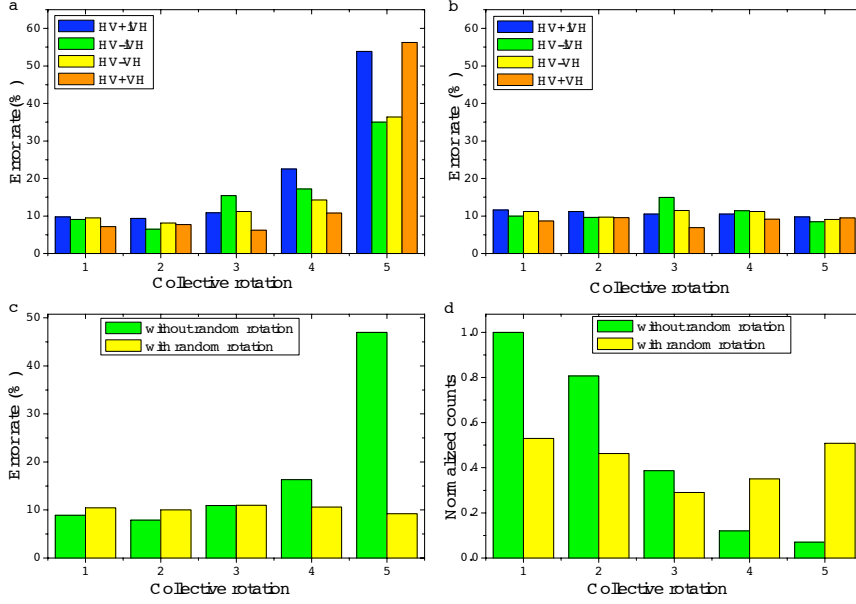 a
HV+iVH
HV-iVH
HV-VH
HV+VH
Error rate (%)
60
50
40
30
20
10
0
1 2 3 4 5
Collective rotation
b
HV+iVH
HV-iVH
HV-VH
HV+VH
Error rate (%)
60
50
40
30
20
10
0
1 2 3 4 5
Collective rotation
c
without random rotation
with random rotation
Error rate (%)
50
40
30
20
10
0
1 2 3 4 5
Collective rotation
d
without random rotation
with random rotation
Normalized counts
1.0
0.8
0.6
0.4
0.2
0.0
1 2 3 4 5
Collective rotation